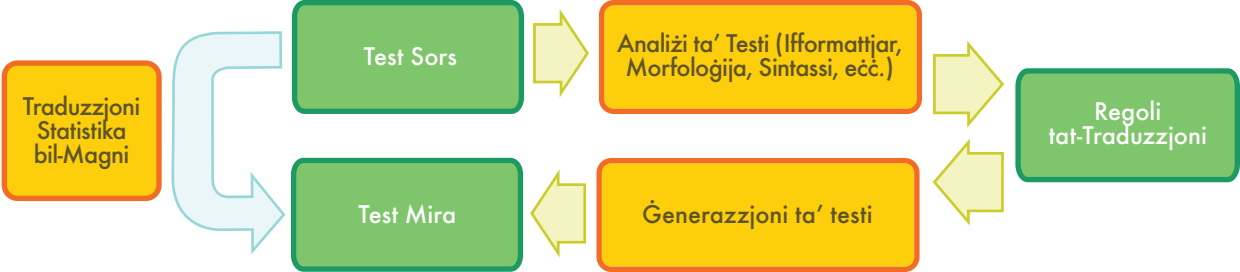 Traduzzjoni
Statistika
bil-Magni
Test Sors
Analiżi ta’ Testi (Ifformattjar,
Morfoloġija, Sintassi, eċċ.)
Regoli
tat-Traduzzjoni
Test Mira
Ġenerazzjoni ta’ testi